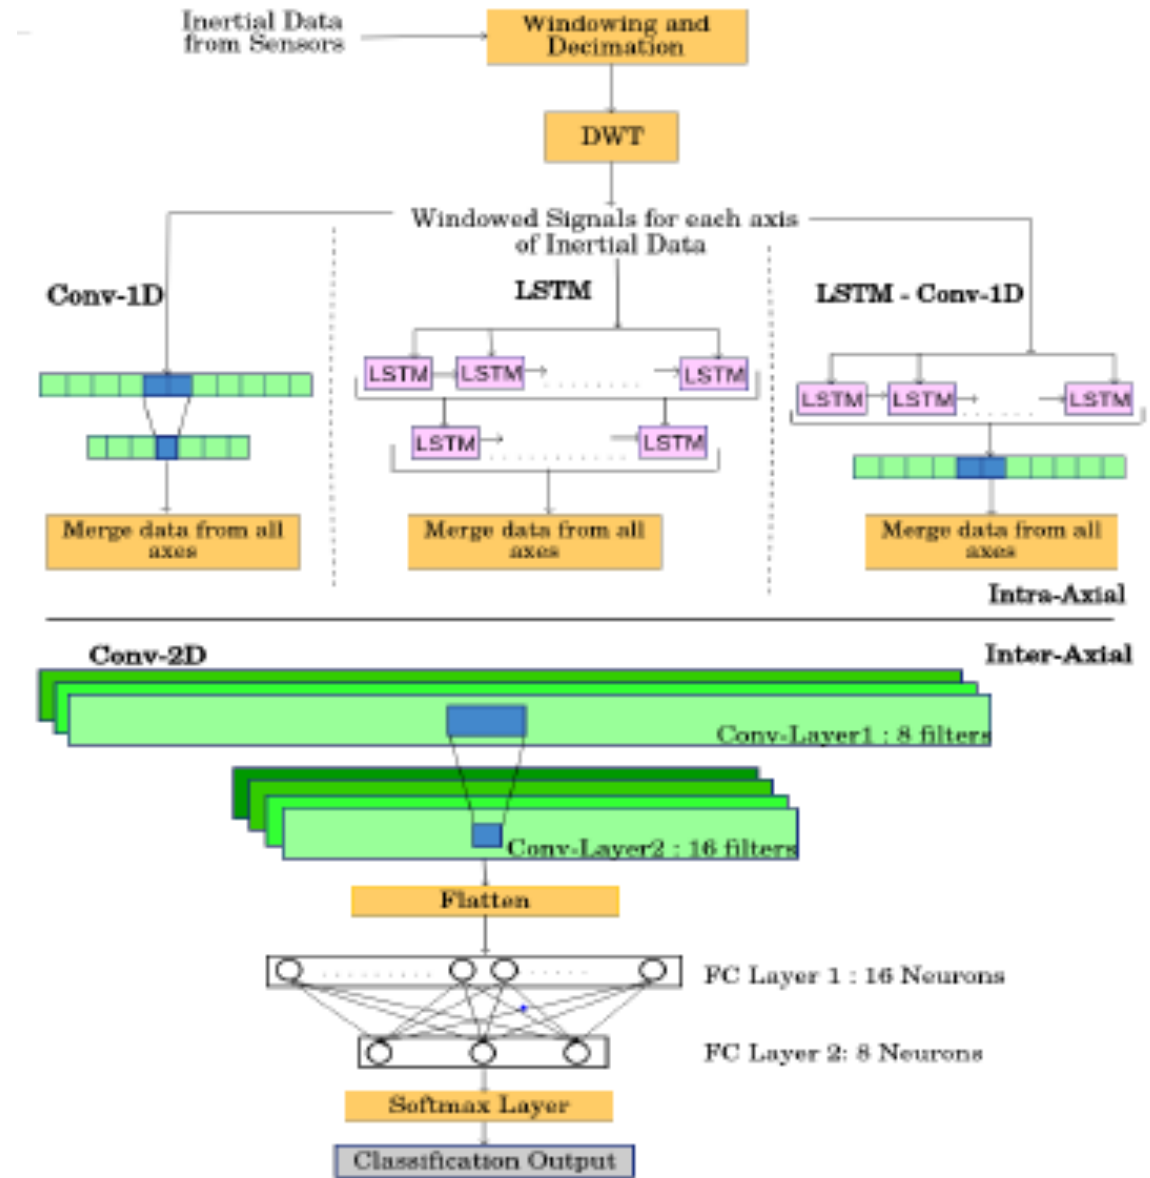 Inertial Data
from Sensors
Windowing and
Decimation
DWT
Windowed Signals for each axis
of Inertial Data
Conv-1D
LSTM
LSTM - Conv-1D
LSTM
LSTM
LSTM
LSTM
LSTM
LSTM
LSTM
LSTM
Merge data from all
axes
Merge data from all
axes
Merge data from all
axes
Intra-Axial
Conv-2D
Inter-Axial
Conv-Layer1 : 8 filters
Conv-Layer2 : 16 filters
Flatten
FC Layer 1 : 16 Neurons
FC Layer 2: 8 Neurons
Softmax Layer
Classification Output